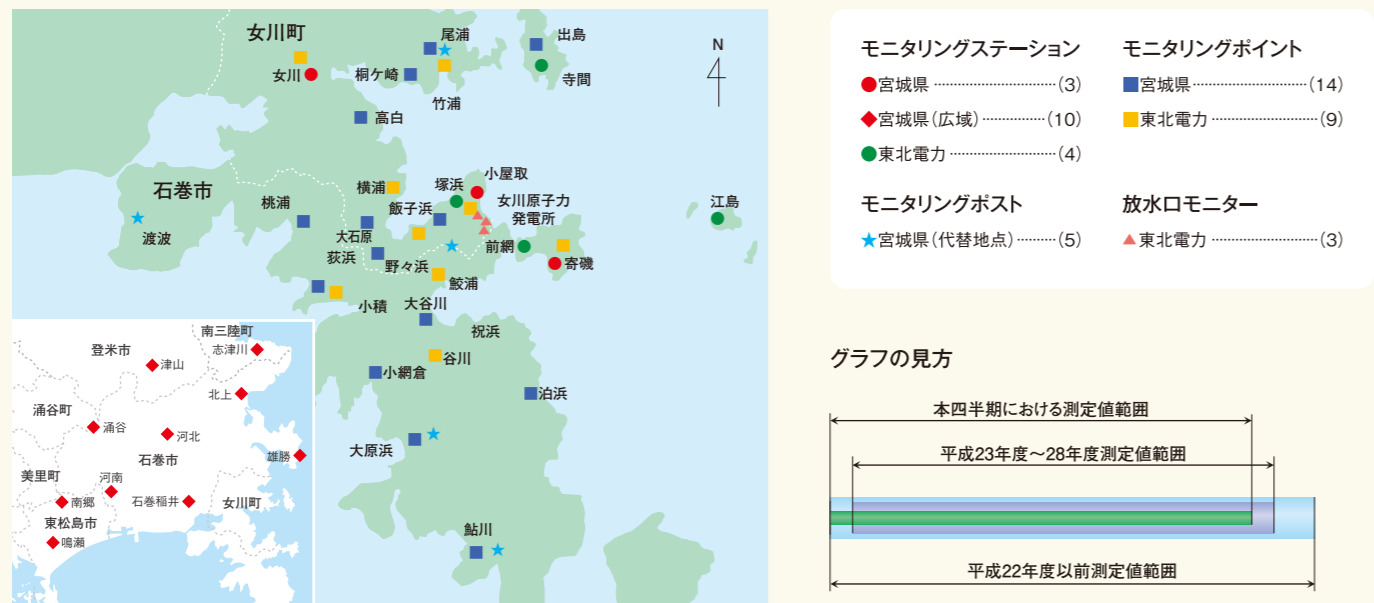 女川町
女川
尾浦
桐ケ崎
竹浦
出島
寺間
N
高白
石巻市
渡波
桃浦
横浦
飯子浜
塚浜
小屋取
女川原子力
発電所
江島
大石原
荻浜
野々浜
前網
寄磯
鮫浦
小積
大谷川
祝浜
谷川
小網倉
泊浜
大原浜
鮎川
南三陸町
志津川
登米市
津山
北上
涌谷町
涌谷
河北
石巻市
雄勝
美里町
河南
南郷
石巻稲井
女川町
東松島市
鳴瀬
モニタリングステーション
宮城県 (3)
宮城県(広域) (10)
東北電力 (4)
モニタリングポイント
宮城県 (14)
東北電力 (9)
モニタリングポスト
宮城県(代替地点) (5)
放水口モニター
東北電力 (3)
グラフの見方
本四半期における測定値範囲
平成23年度～28年度測定値範囲
平成22年度以前測定値範囲